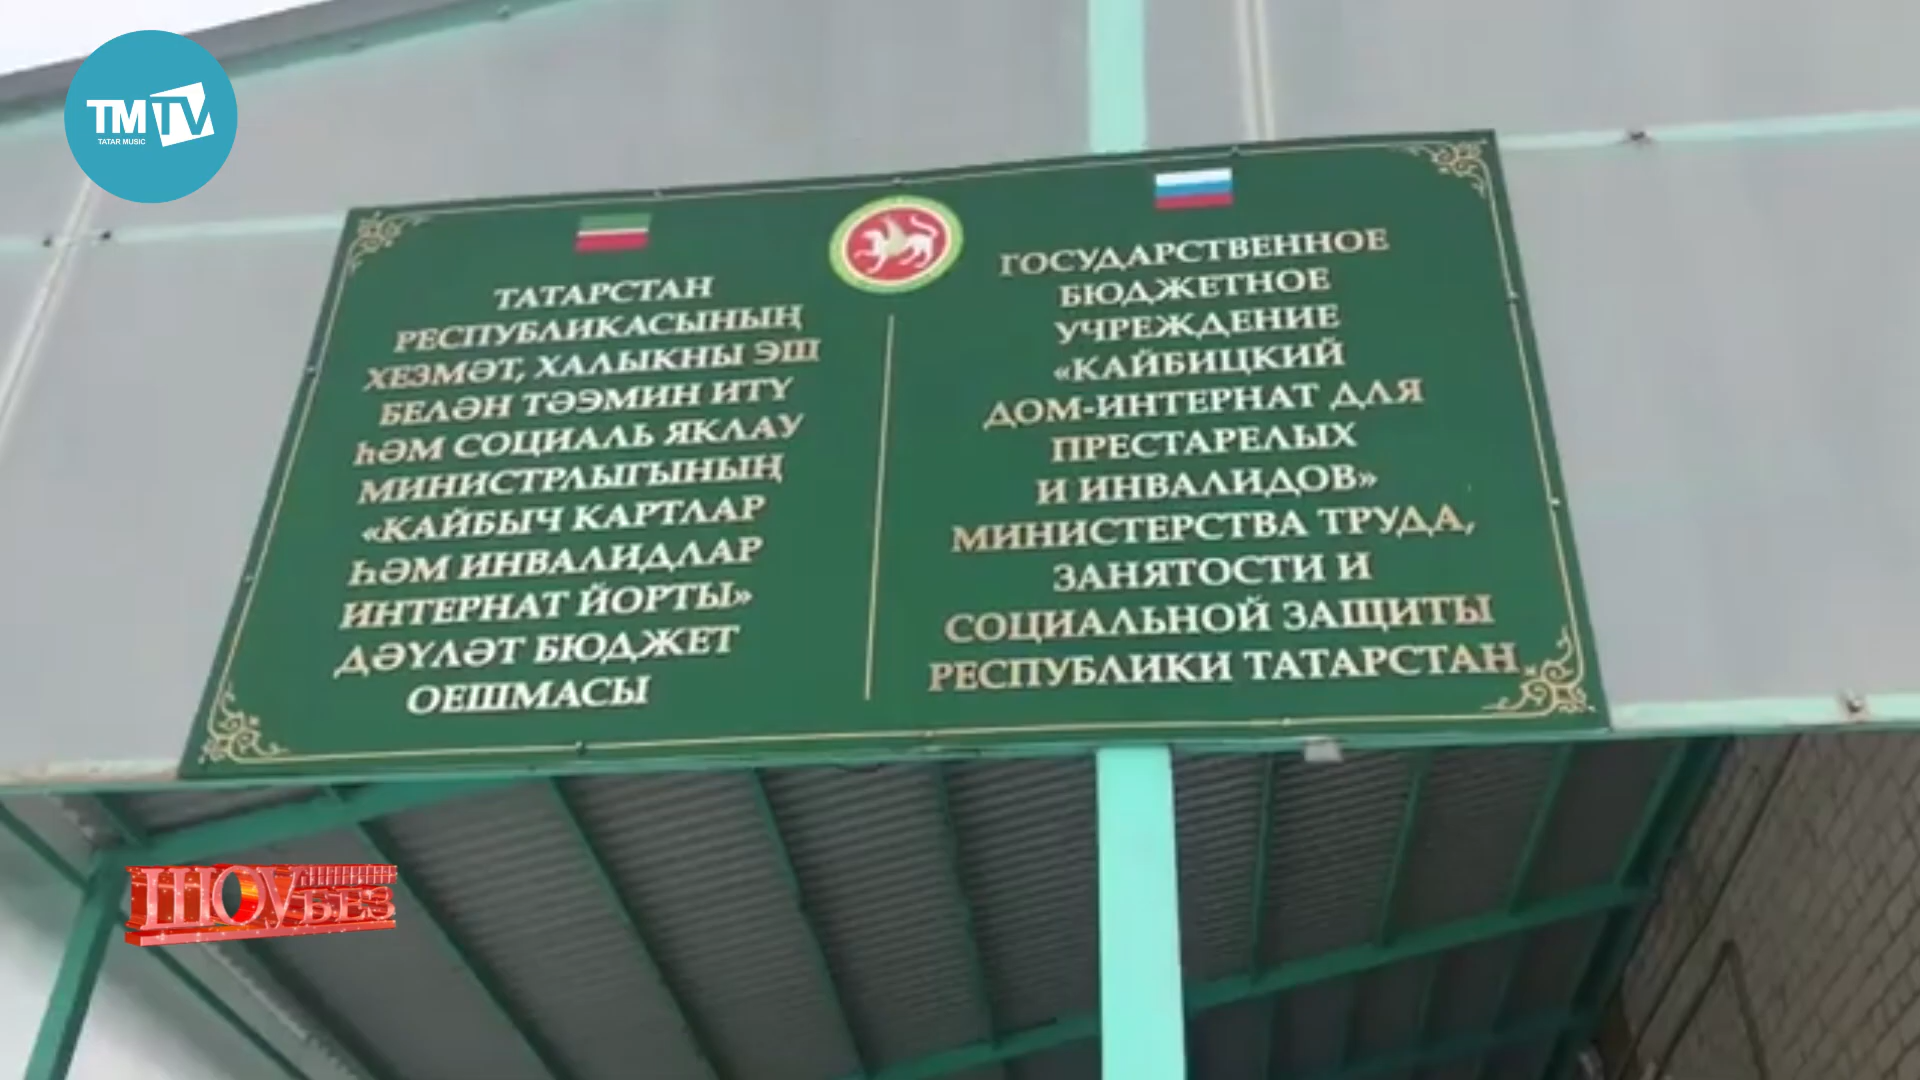 TMTV
TATAR MUSIC
ТАТАРСТАН
РЕСПУБЛИКАСЫНЫҢ
ХЕЗМӘТ, ХАЛЫКНЫ ЭШ
БЕЛӘН ТӘЭМИН ИТҮ
ҺӘМ СОЦИАЛЬ ЯКЛАУ
МИНИСТРЛЫГЫНЫҢ
«КАЙБЫЧ КАРТЛАР
ҺӘМ ИНВАЛИДЛАР
ИНТЕРНАТ ЙОРТЫ»
ДӘҮЛӘТ БЮДЖЕТ
ОЕШМАСЫ
ГОСУДАРСТВЕННОЕ
БЮДЖЕТНОЕ
УЧРЕЖДЕНИЕ
«КАЙБИЦКИЙ
ДОМ-ИНТЕРНАТ ДЛЯ
ПРЕСТАРЕЛЫХ
И ИНВАЛИДОВ»
МИНИСТЕРСТВА ТРУДА,
ЗАНЯТОСТИ И
СОЦИАЛЬНОЙ ЗАЩИТЫ
РЕСПУБЛИКИ ТАТАРСТАН
ШОУБЕЗ